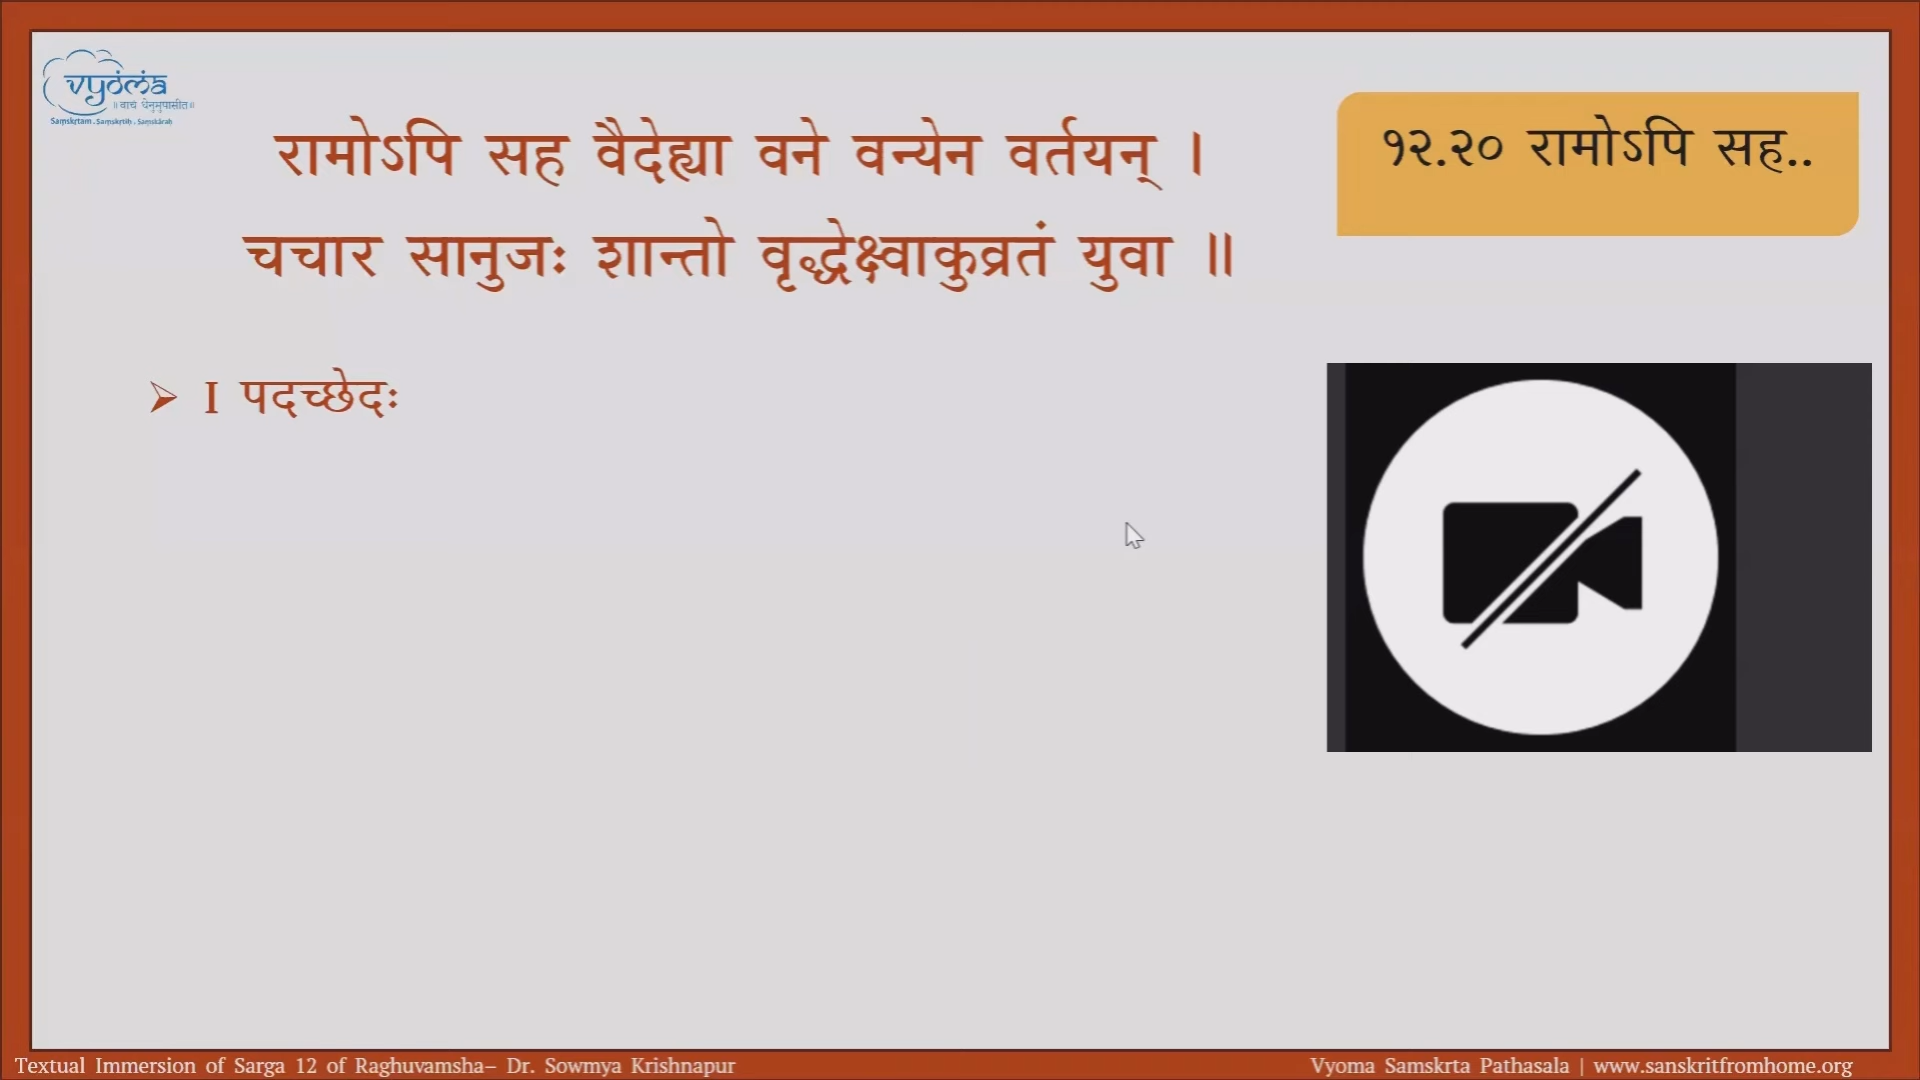 vyoma
॥ वाचं धेनुमुपासीत॥
Saṃskṛtam . Saṃskṛtiḥ . Saṃskāraḥ
रामोऽपि सह वैदेह्या वने वन्येन वर्तयन् ।
चचार सानुजः शान्तो वृद्धेक्ष्वाकुव्रतं युवा ॥
१२.२० रामोऽपि सह..
➢ I पदच्छेदः
Textual Immersion of Sarga 12 of Raghuvamsha– Dr. Sowmya Krishnapur
Vyoma Samskrta Pathasala | www.sanskritfromhome.org